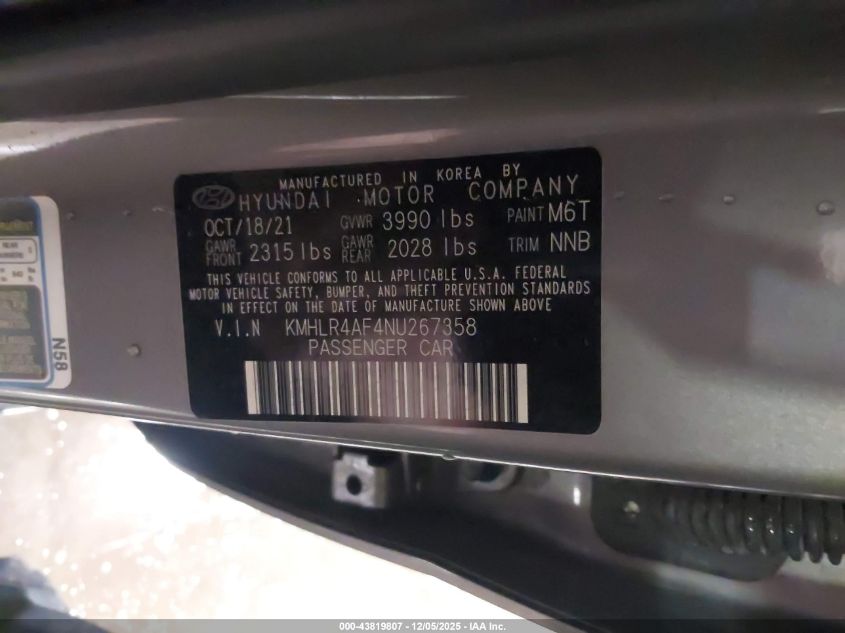 MANUFACTURED IN KOREA BY
HYUNDAI MOTOR COMPANY
OCT/18/21 GVWR 3990 lbs PAINT M6T
GAWR FRONT 2315 lbs GAWR REAR 2028 lbs TRIM NNB
THIS VEHICLE CONFORMS TO ALL APPLICABLE U.S.A. FEDERAL
MOTOR VEHICLE SAFETY, BUMPER, AND THEFT PREVENTION STANDARDS
IN EFFECT ON THE DATE OF MANUFACTURE SHOWN ABOVE
V.I.N KMHLR4AF4NU267358
PASSENGER CAR
N58
000-43819807 - 12/05/2025 - IAA Inc.